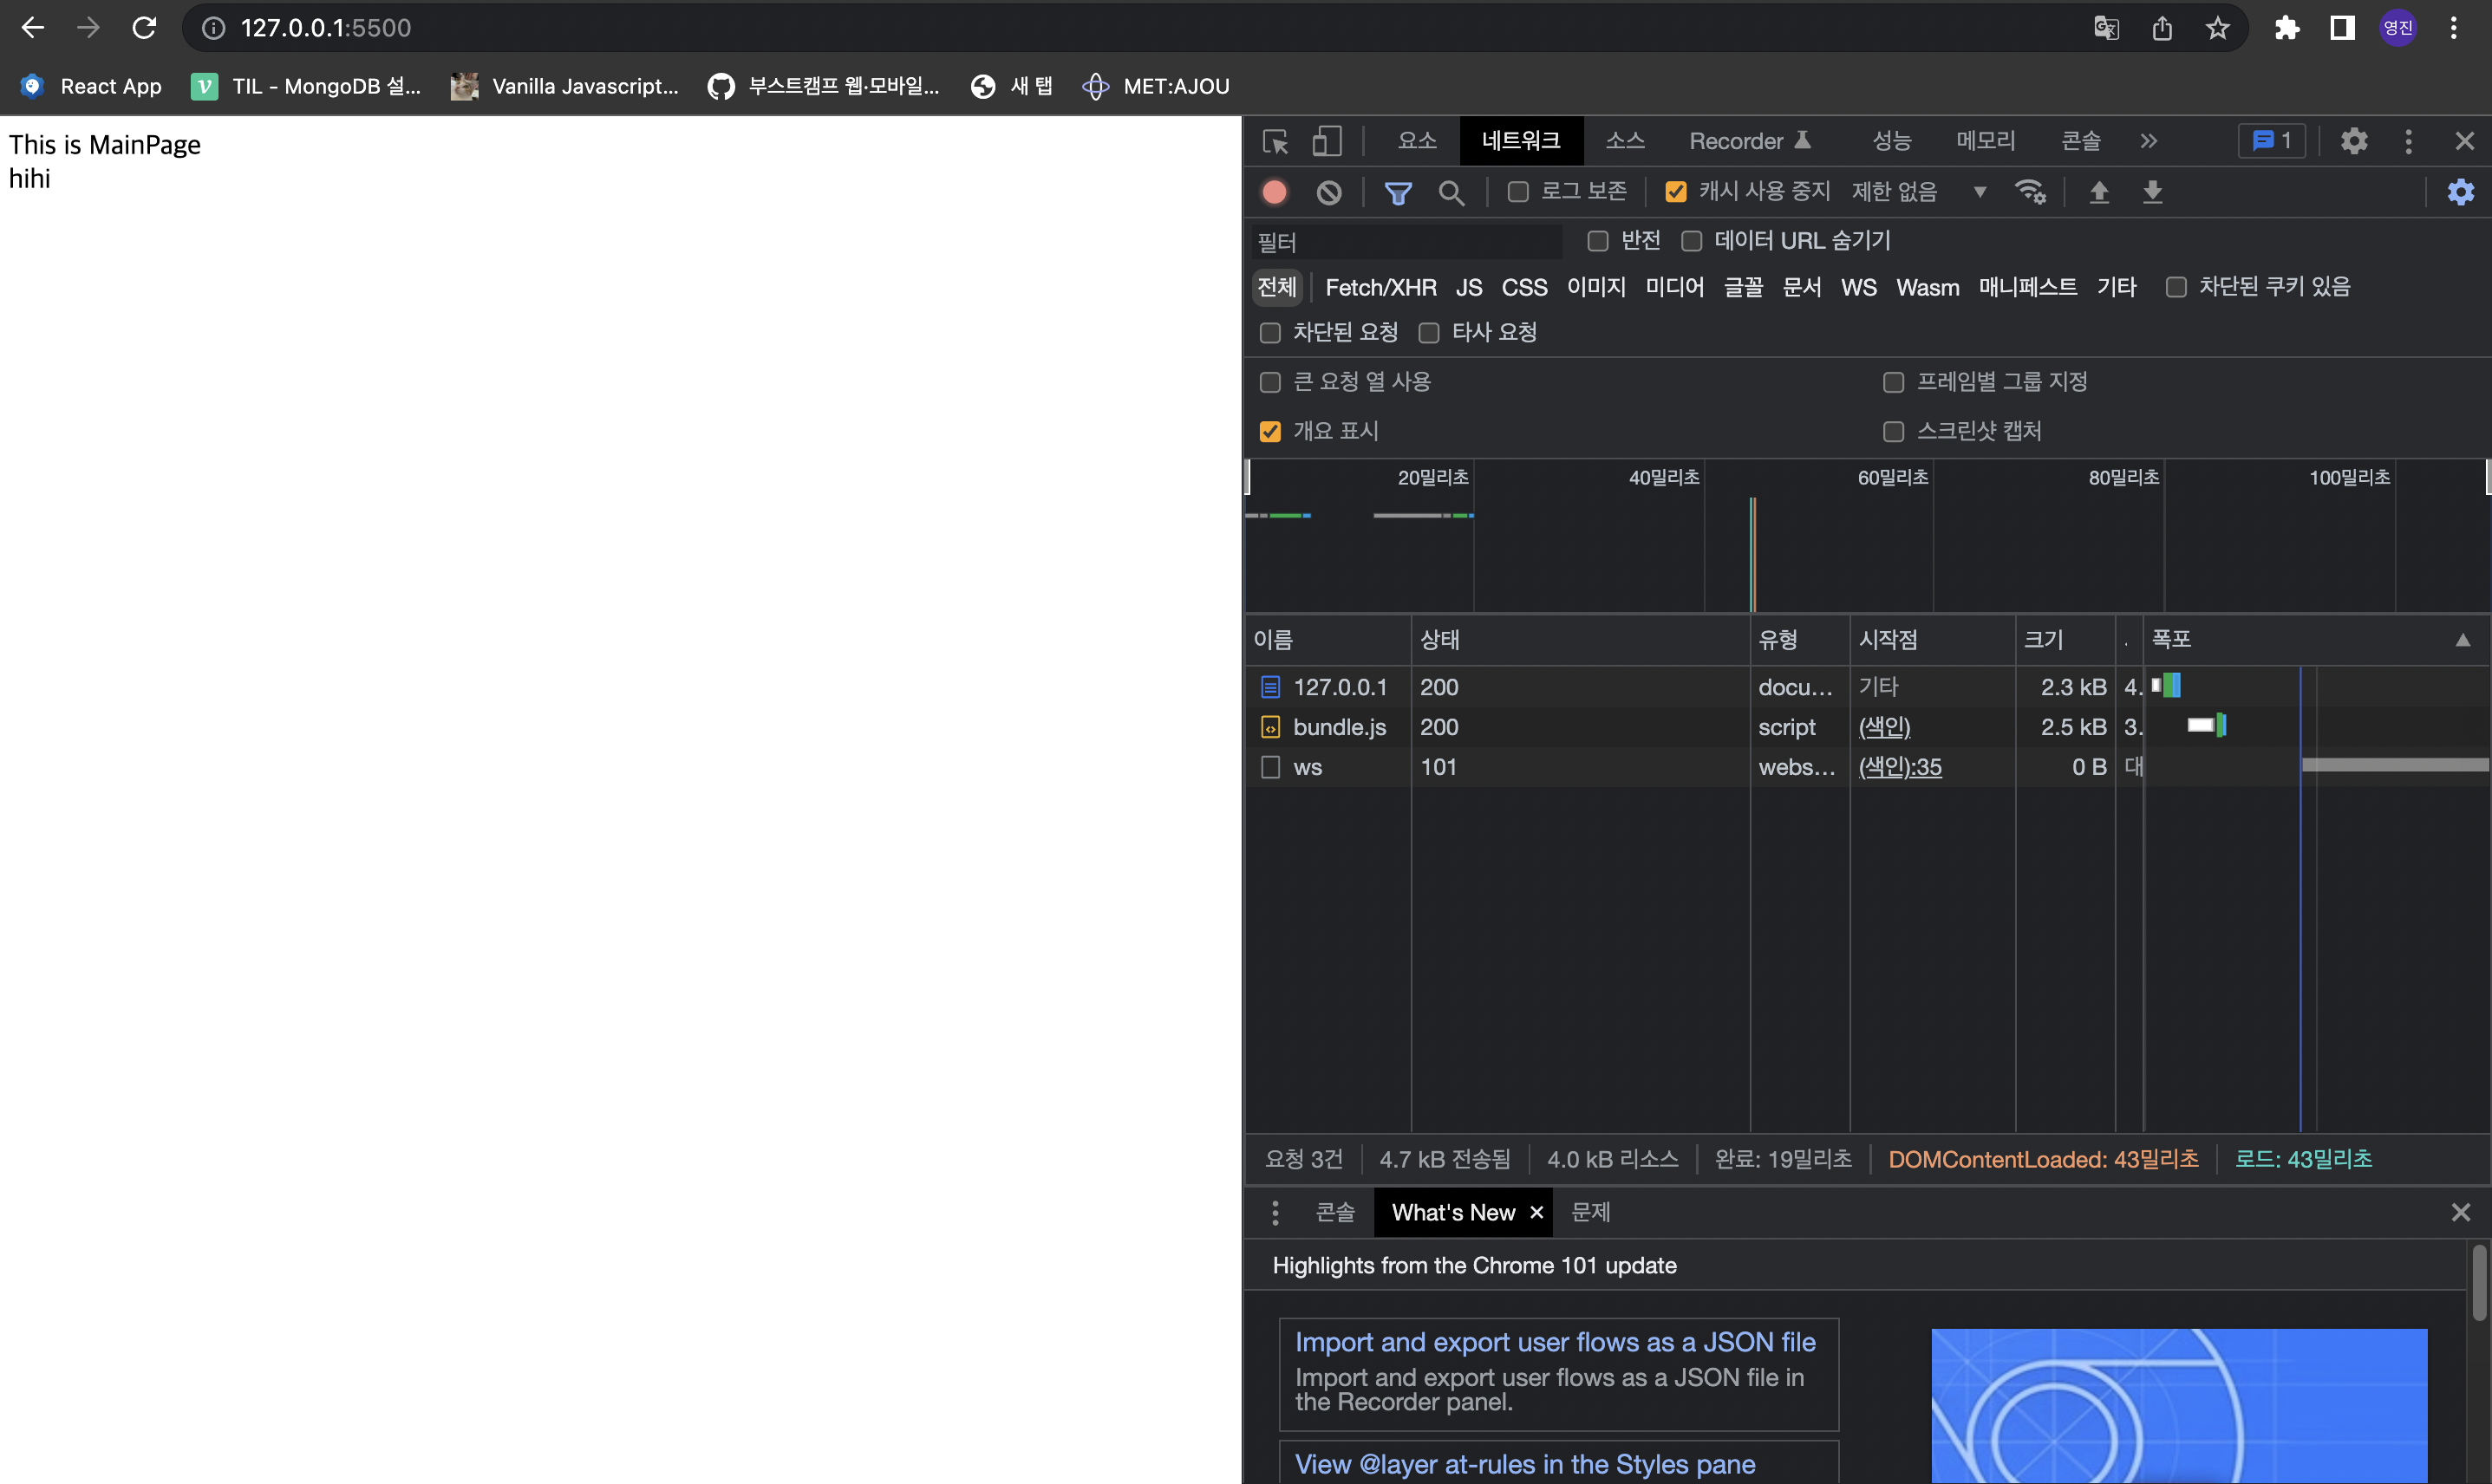 127.0.0.1:5500
영진
React App
TIL - MongoDB 설...
Vanilla Javascript...
부스트캠프 웹·모바일...
새 탭
MET:AJOU
This is MainPage
hihi
요소 네트워크 소스 Recorder 성능 메모리 콘솔 1
로그 보존 캐시 사용 중지 제한 없음
필터 반전 데이터 URL 숨기기
전체 Fetch/XHR JS CSS 이미지 미디어 글꼴 문서 WS Wasm 매니페스트 기타 차단된 쿠키 있음
차단된 요청 타사 요청
큰 요청 열 사용 프레임별 그룹 지정
개요 표시 스크린샷 캡처
20밀리초 40밀리초 60밀리초 80밀리초 100밀리초
이름 상태 유형 시작점 크기 . 폭포
127.0.0.1 200 docu... 기타 2.3 kB 4.
bundle.js 200 script (색인) 2.5 kB 3.
ws 101 webs... (색인):35 0 B 대
요청 3건 4.7 kB 전송됨 4.0 kB 리소스 완료: 19밀리초 DOMContentLoaded: 43밀리초 로드: 43밀리초
콘솔 What's New 문제
Highlights from the Chrome 101 update
Import and export user flows as a JSON file
Import and export user flows as a JSON file in
the Recorder panel.
View @layer at-rules in the Styles pane